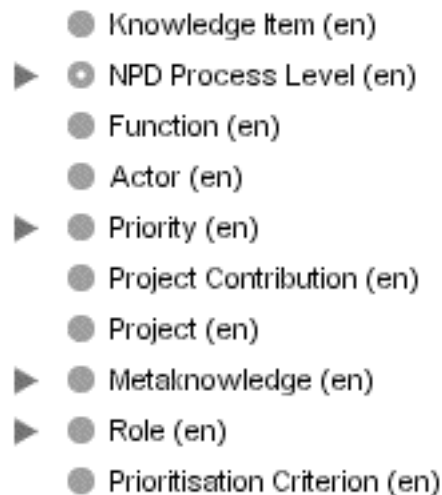 Knowledge Item (en)
NPD Process Level (en)
Function (en)
Actor (en)
Priority (en)
Project Contribution (en)
Project (en)
Metaknowledge (en)
Role (en)
Prioritisation Criterion (en)